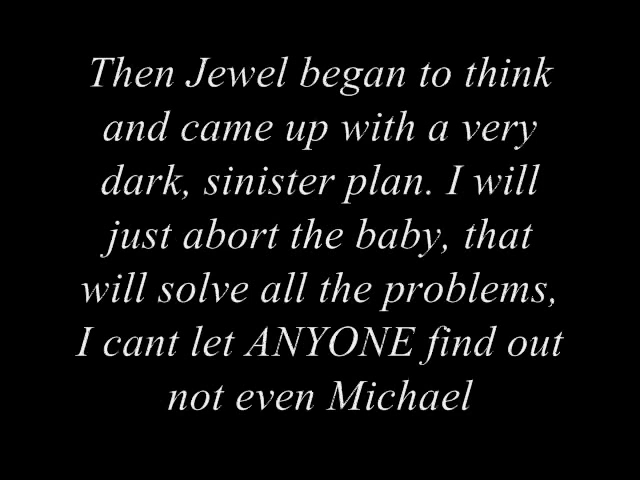 Then Jewel began to think
and came up with a very
dark, sinister plan. I will
just abort the baby, that
will solve all the problems,
I cant let ANYONE find out
not even Michael